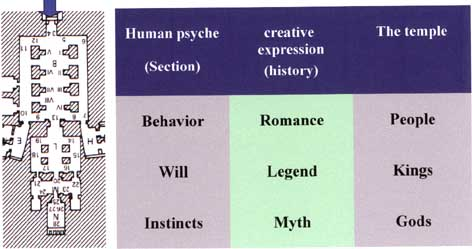 Human psyche
(Section)
creative
expression
(history)
The temple
Behavior
Romance
People
Will
Legend
Kings
Instincts
Myth
Gods